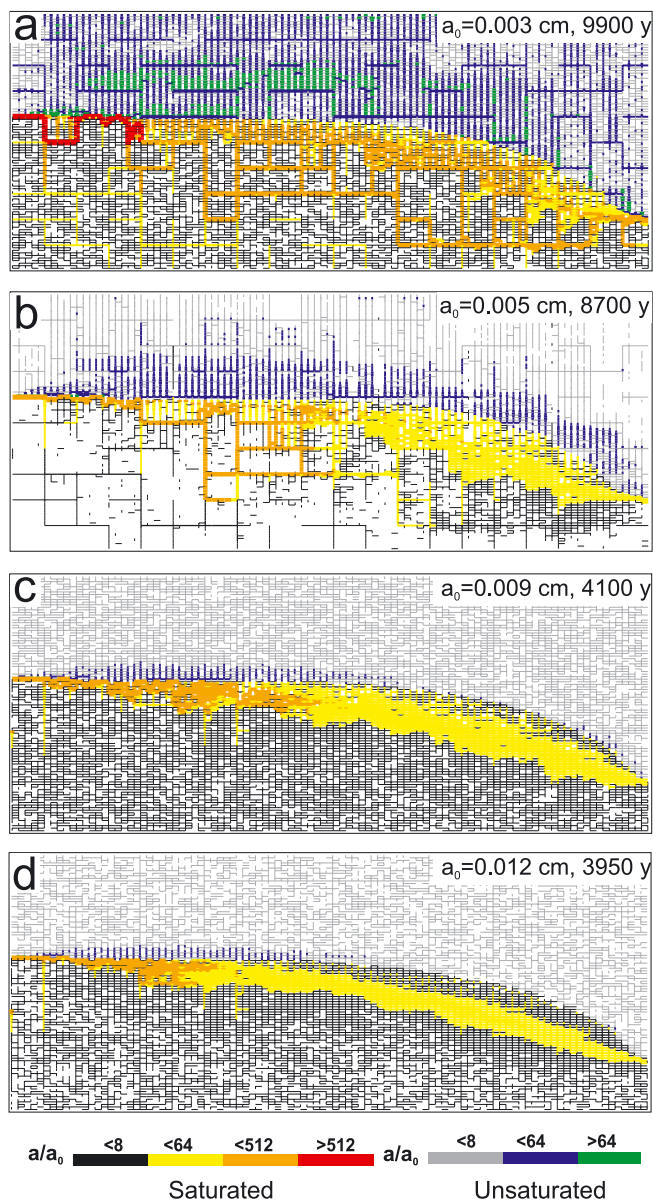 a
a₀=0.003 cm, 9900 y
b
a₀=0.005 cm, 8700 y
c
a₀=0.009 cm, 4100 y
d
a₀=0.012 cm, 3950 y
a/a₀ <8 <64 <512 >512 a/a₀ <8 <64 >64
Saturated Unsaturated